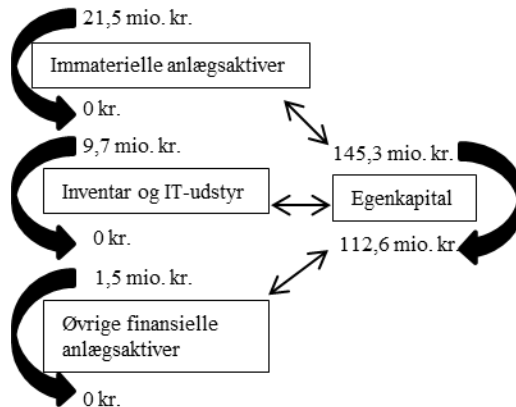 21,5 mio. kr.
Immaterielle anlægsaktiver
0 kr.
9,7 mio. kr.
145,3 mio. kr.
Inventar og IT-udstyr
Egenkapital
0 kr.
112,6 mio. kr.
1,5 mio. kr.
Øvrige finansielle
anlægsaktiver
0 kr.